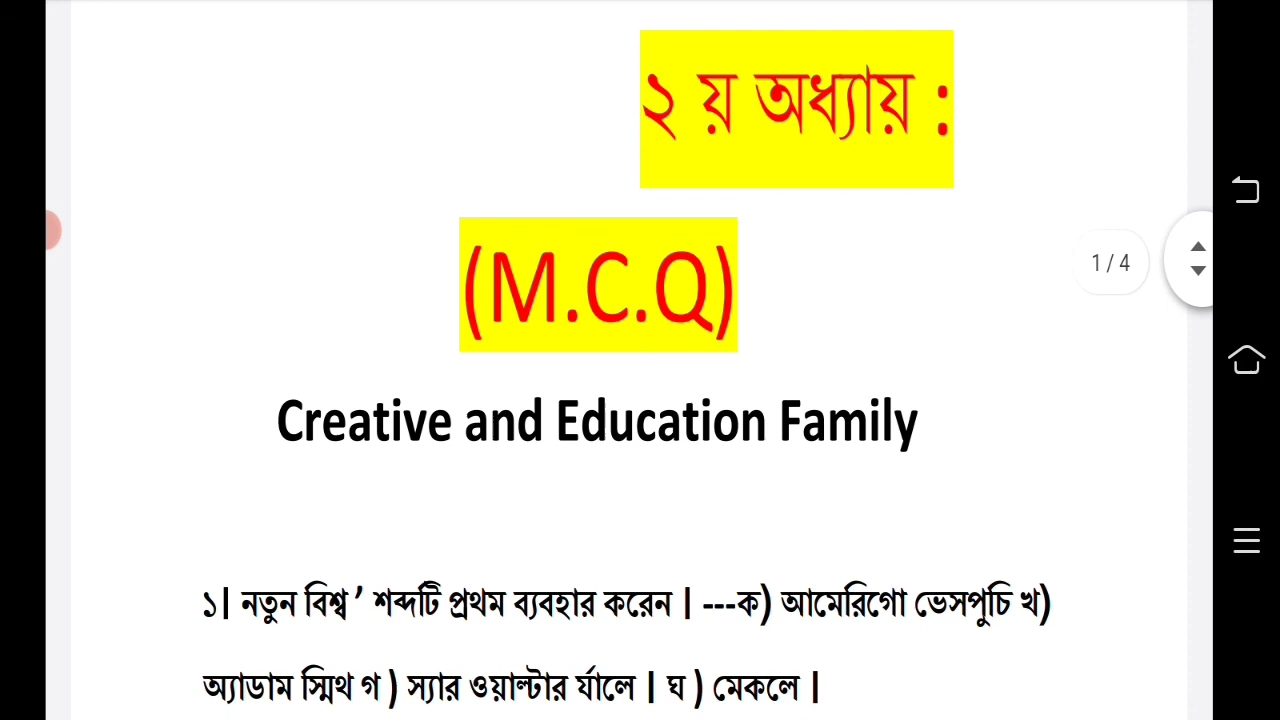 ২ য় অধ্যায় :
(M.C.Q)
1 / 4
Creative and Education Family
১| নতুন বিশ্ব ’ শব্দটি প্রথম ব্যবহার করেন | ---ক) আমেরিগো ভেসপুচি খ)
অ্যাডাম স্মিথ গ ) স্যার ওয়াল্টার র্যালে | ঘ ) মেকলে |